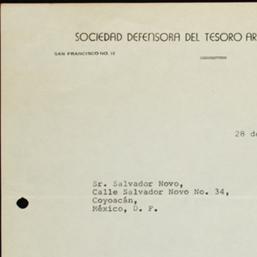 SOCIEDAD DEFENSORA DEL TESORO AR
SAN FRANCISCO NO. 12
28 de
Sr. Salvador Novo,
Calle Salvador Novo No. 34,
Coyoacán,
México, D. F.